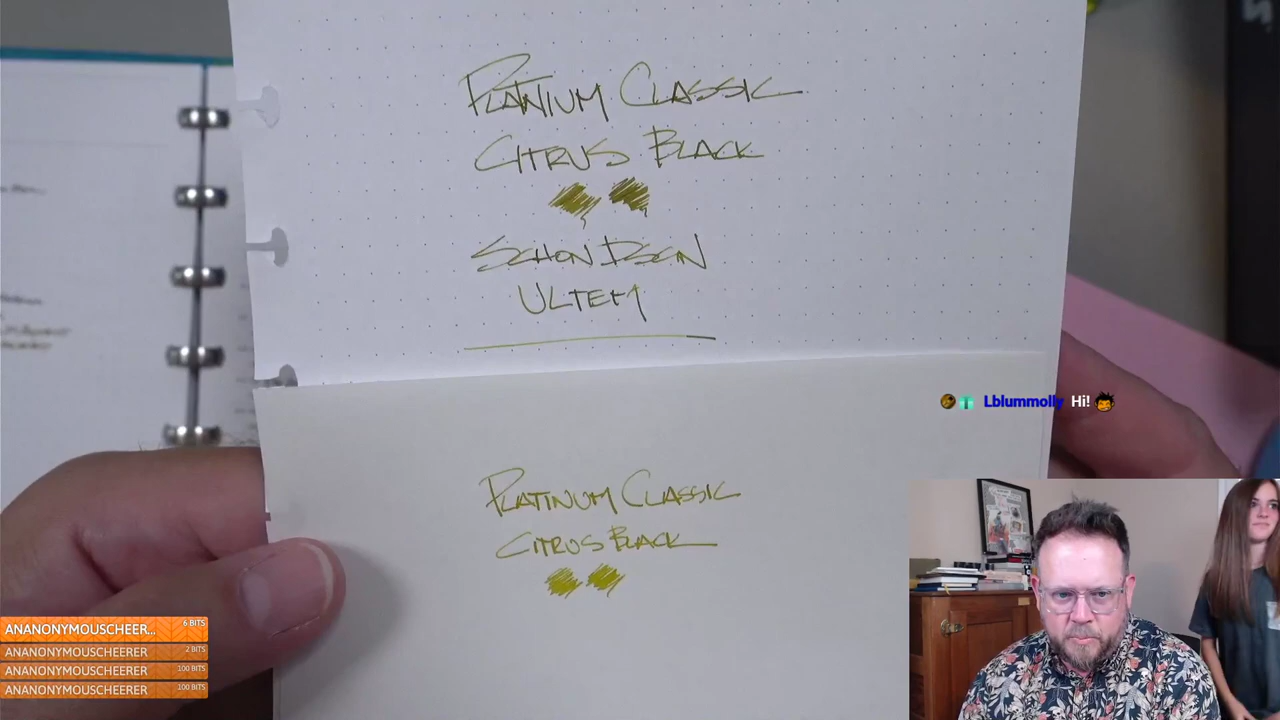 PLATNIUM CLASSIC
CITRUS BLACK
SCHON DSGN
ULTEM
PLATINUM CLASSIC
CITRUS BLACK
Lblummolly Hi!
ANANONYMOUSCHEER... 6 BITS
ANANONYMOUSCHEERER 2 BITS
ANANONYMOUSCHEERER 100 BITS
ANANONYMOUSCHEERER 100 BITS